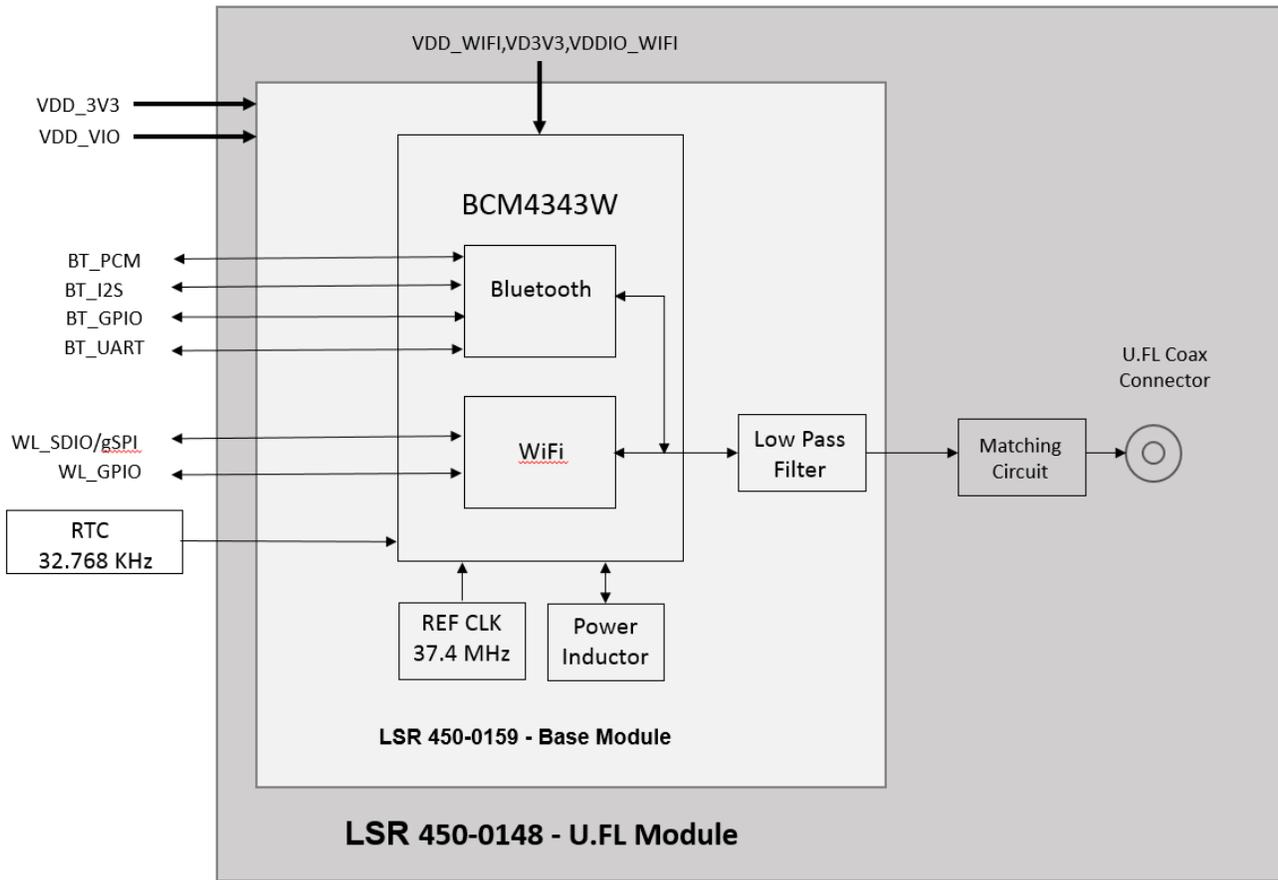 VDD_WIFI,VD3V3,VDDIO_WIFI
VDD_3V3
VDD_VIO
BCM4343W
BT_PCM
BT_I2S
BT_GPIO
BT_UART
Bluetooth
U.FL Coax
Connector
WL_SDIO/gSPI
WL_GPIO
WiFi
Low Pass
Filter
Matching
Circuit
RTC
32.768 KHz
REF CLK
37.4 MHz
Power
Inductor
LSR 450-0159 - Base Module
LSR 450-0148 - U.FL Module